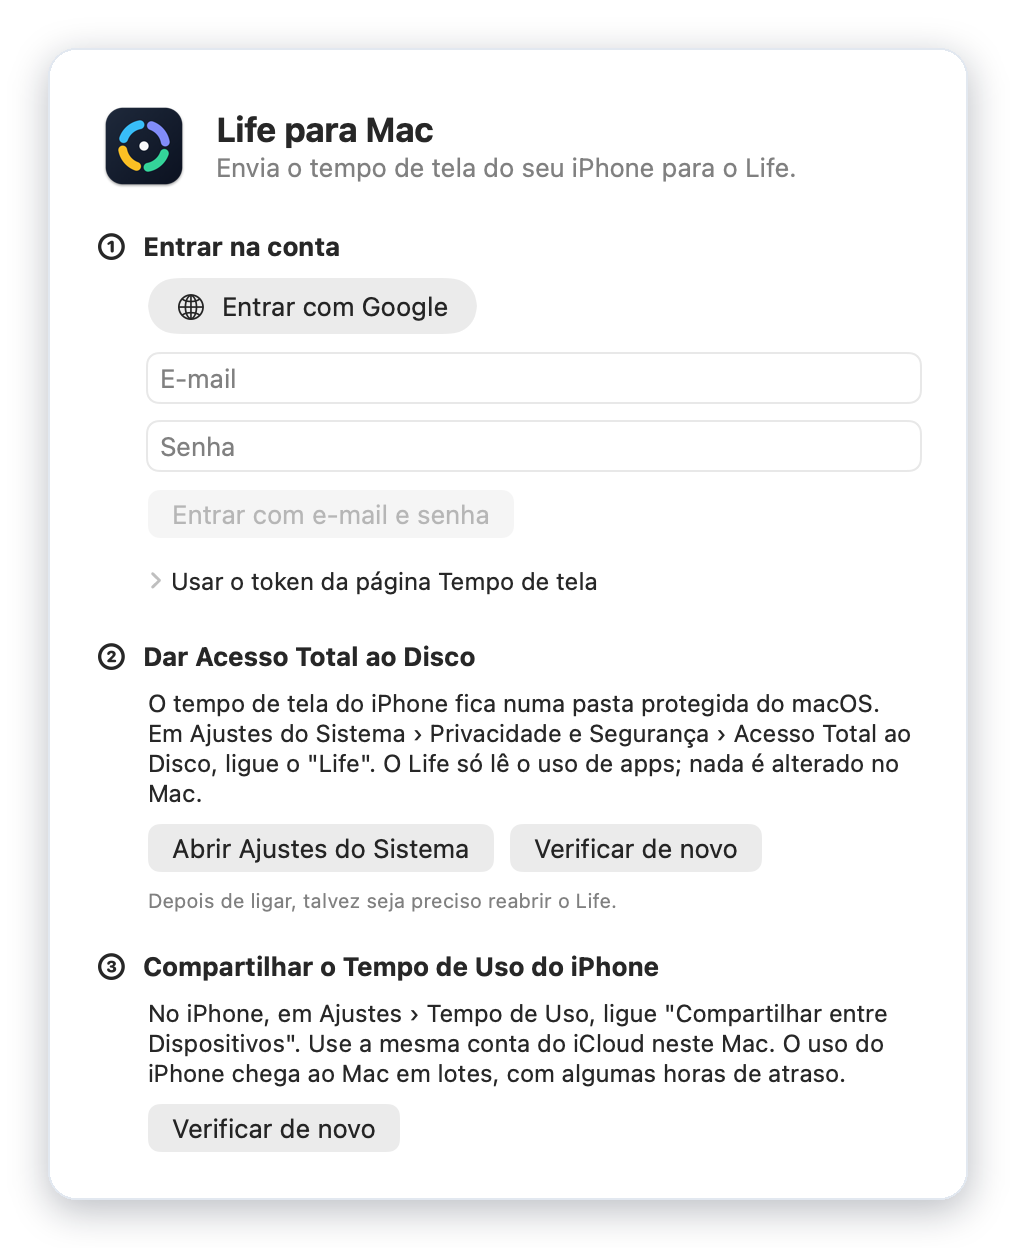 Life para Mac
Envia o tempo de tela do seu iPhone para o Life.
1 Entrar na conta
Entrar com Google
E-mail
Senha
Entrar com e-mail e senha
> Usar o token da página Tempo de tela
2 Dar Acesso Total ao Disco
O tempo de tela do iPhone fica numa pasta protegida do macOS.
Em Ajustes do Sistema › Privacidade e Segurança › Acesso Total ao
Disco, ligue o "Life". O Life só lê o uso de apps; nada é alterado no
Mac.
Abrir Ajustes do Sistema Verificar de novo
Depois de ligar, talvez seja preciso reabrir o Life.
3 Compartilhar o Tempo de Uso do iPhone
No iPhone, em Ajustes › Tempo de Uso, ligue "Compartilhar entre
Dispositivos". Use a mesma conta do iCloud neste Mac. O uso do
iPhone chega ao Mac em lotes, com algumas horas de atraso.
Verificar de novo